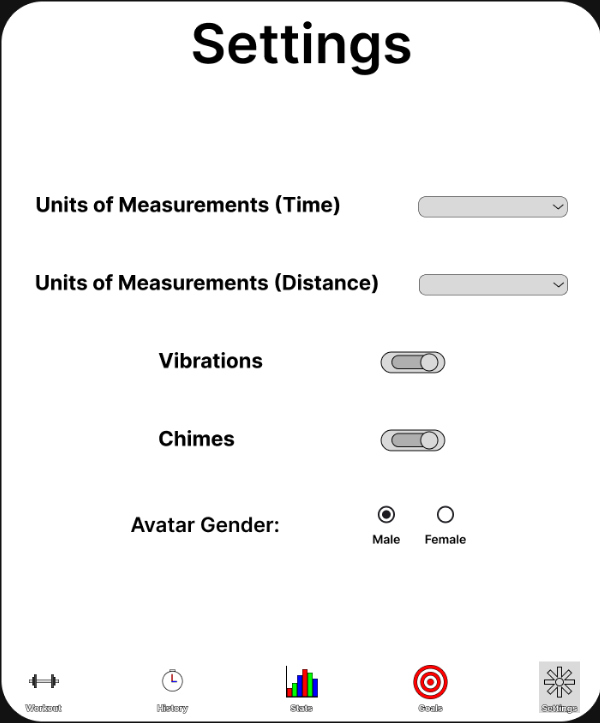 Settings
Units of Measurements (Time)
Units of Measurements (Distance)
Vibrations
Chimes
Avatar Gender:
Male Female
Workout History Stats Goals Settings